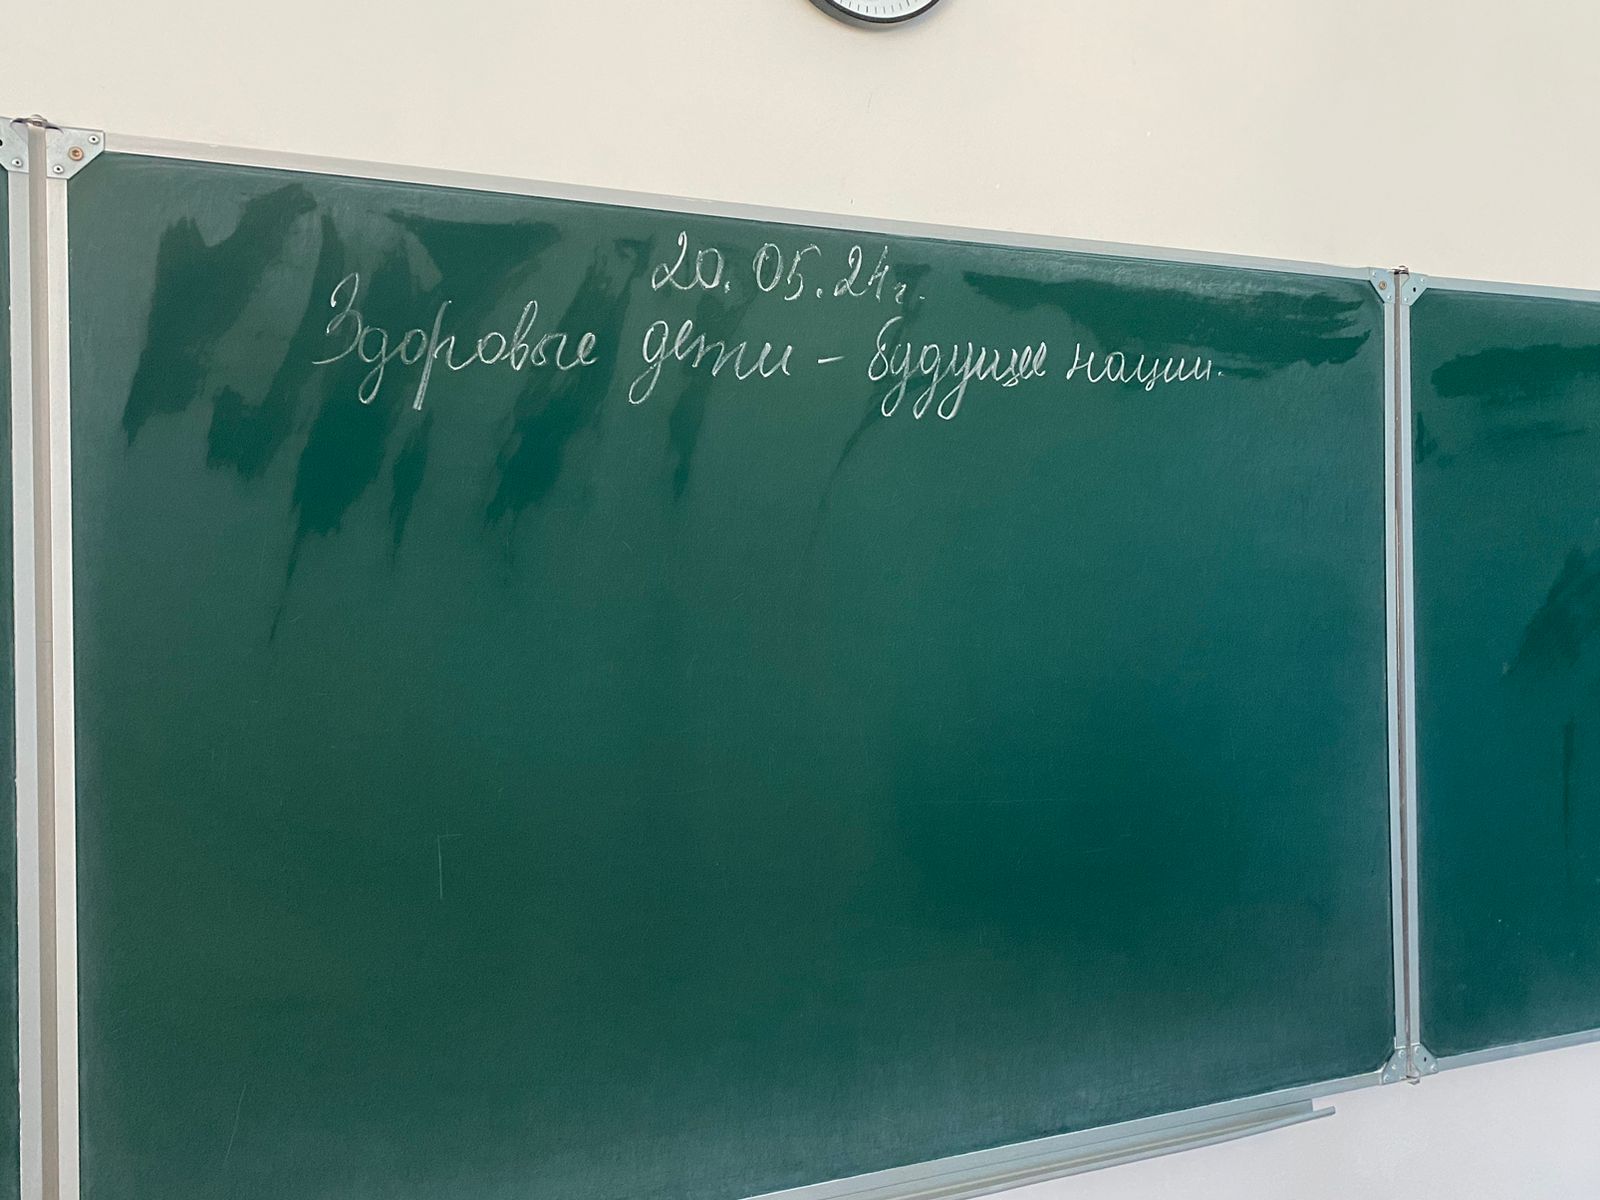 20.05.24г.
Здоровые дети – будущее нации.